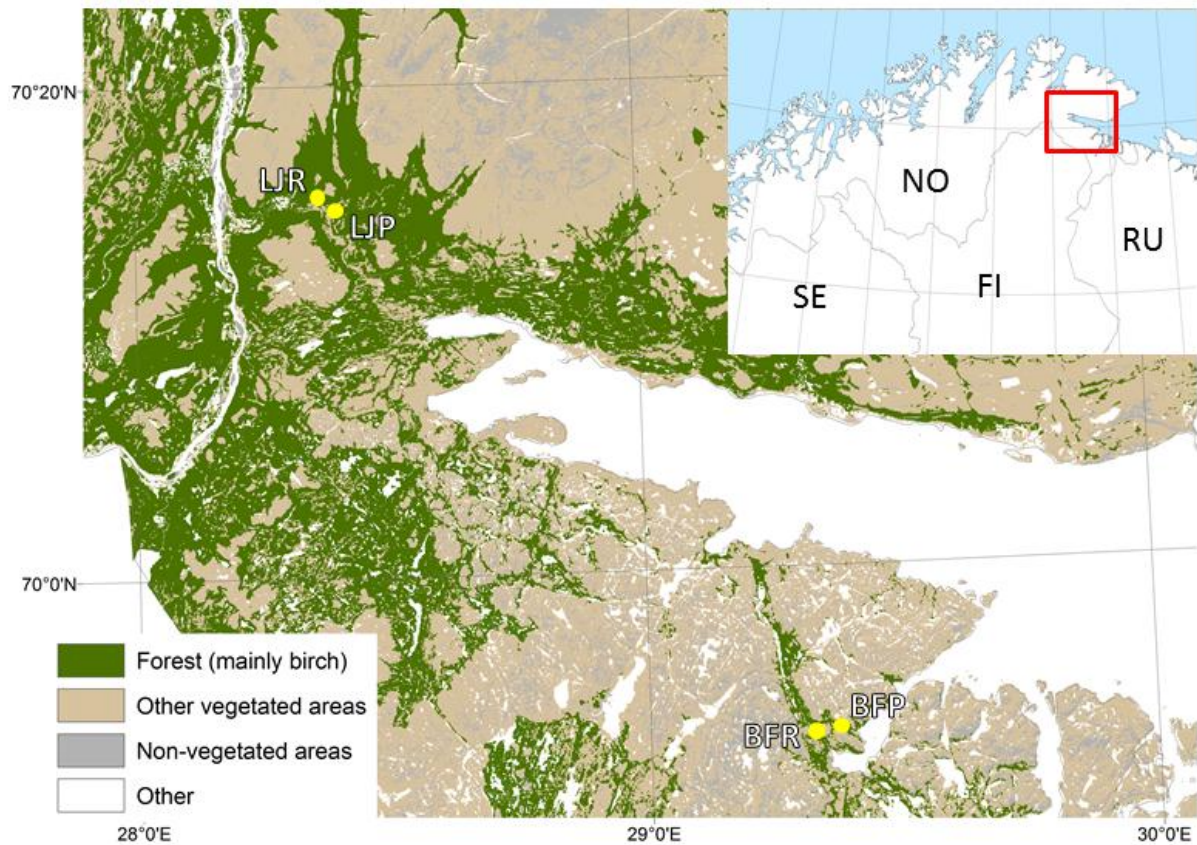 70°20'N
NO
RU
SE
FI
LJR
LJP
70°0'N
Forest (mainly birch)
Other vegetated areas
Non-vegetated areas
Other
BFP
BFR
28°0'E
29°0'E
30°0'E